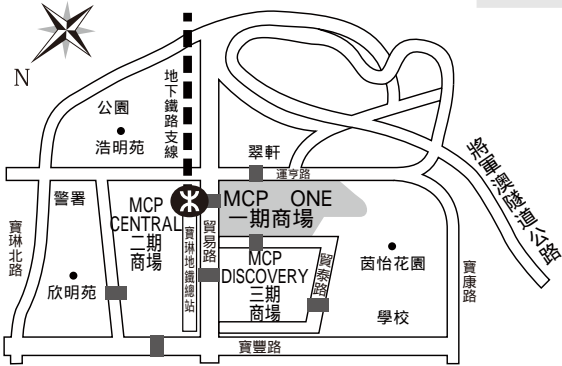 N
地下鐵路支線
公園
浩明苑
翠軒
運亨路
將軍澳隧道公路
警署
MCP
CENTRAL
二期
商場
MCP ONE
一期商場
寶琳地鐵總站
貿易路
寶琳北路
欣明苑
MCP
DISCOVERY
三期
商場
貿泰路
茵怡花園
寶康路
學校
寶豐路